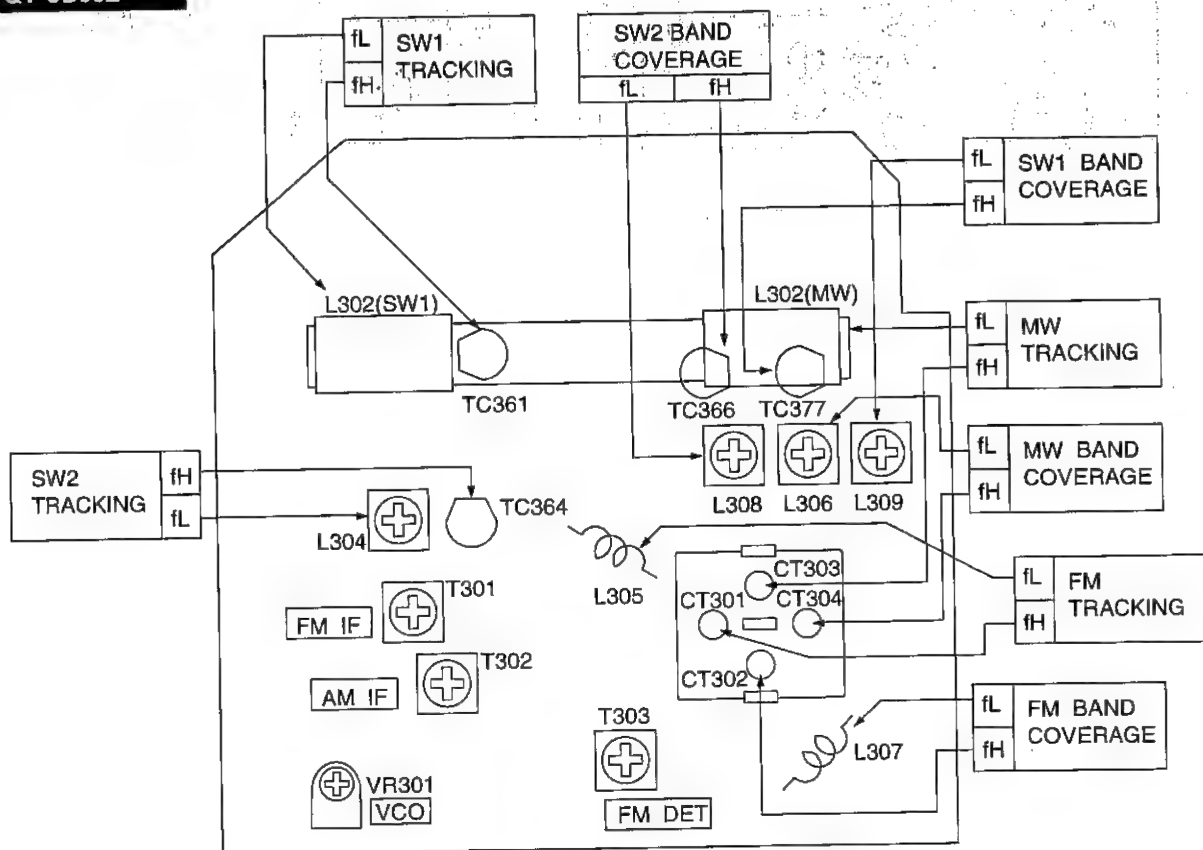 fL
SW1
TRACKING
fH
SW2 BAND
COVERAGE
fL
fH
fL
SW1 BAND
COVERAGE
fH
L302(SW1)
L302(MW)
fL
MW
TRACKING
fH
TC361
TC366
TC377
fL
MW BAND
COVERAGE
fH
SW2
TRACKING
fH
fL
L304
TC364
L308
L306
L309
L305
CT303
CT301
CT304
CT302
fL
FM
TRACKING
fH
T301
FM IF
T302
AM IF
T303
L307
fL
FM BAND
COVERAGE
fH
VR301
VCO
FM DET